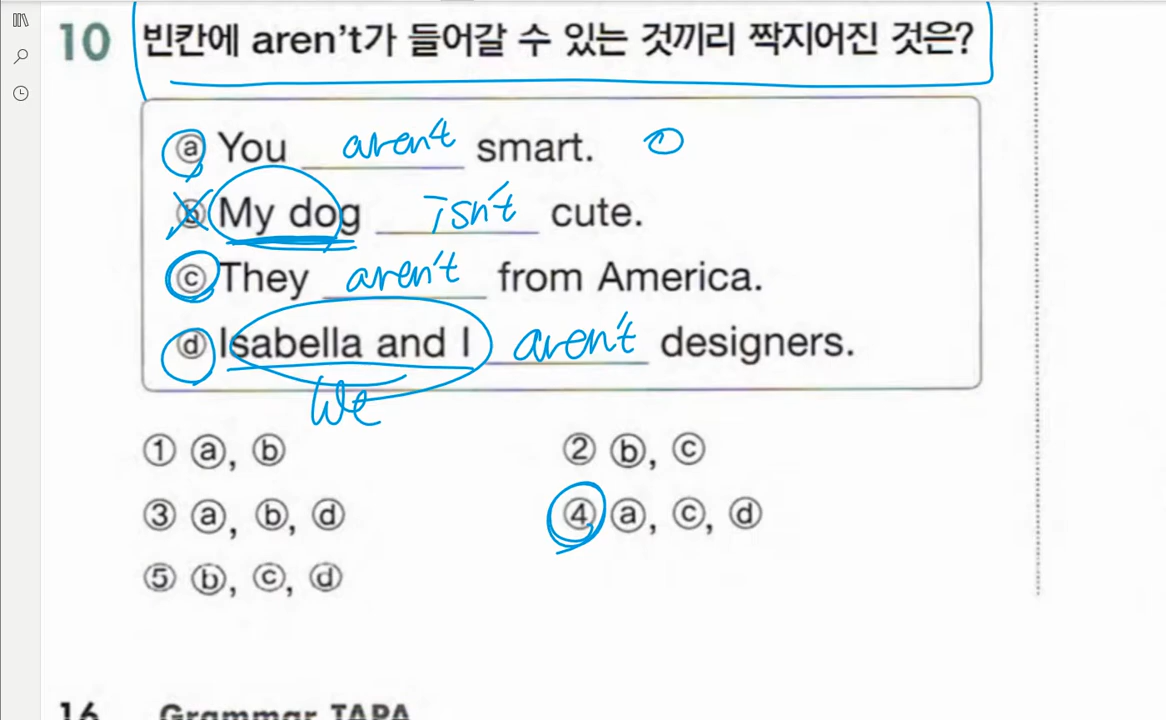 10 빈칸에 aren't가 들어갈 수 있는 것끼리 짝지어진 것은?
ⓐ You aren't smart.
ⓑ My dog isn't cute.
ⓒ They aren't from America.
ⓓ Isabella and I aren't designers.
We
① ⓐ, ⓑ ② ⓑ, ⓒ
③ ⓐ, ⓑ, ⓓ ④ ⓐ, ⓒ, ⓓ
⑤ ⓑ, ⓒ, ⓓ
16 Grammar TAPA